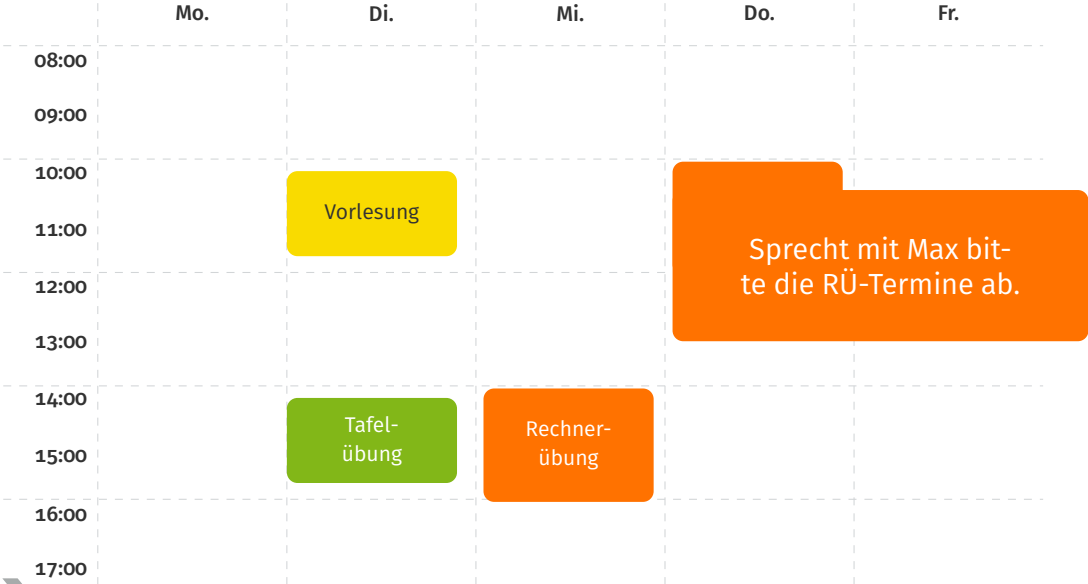 Mo. Di. Mi. Do. Fr.
08:00
09:00
10:00
Vorlesung
11:00
Sprecht mit Max bit-
te die RÜ-Termine ab.
12:00
13:00
14:00
Tafel-
übung
Rechner-
übung
15:00
16:00
17:00